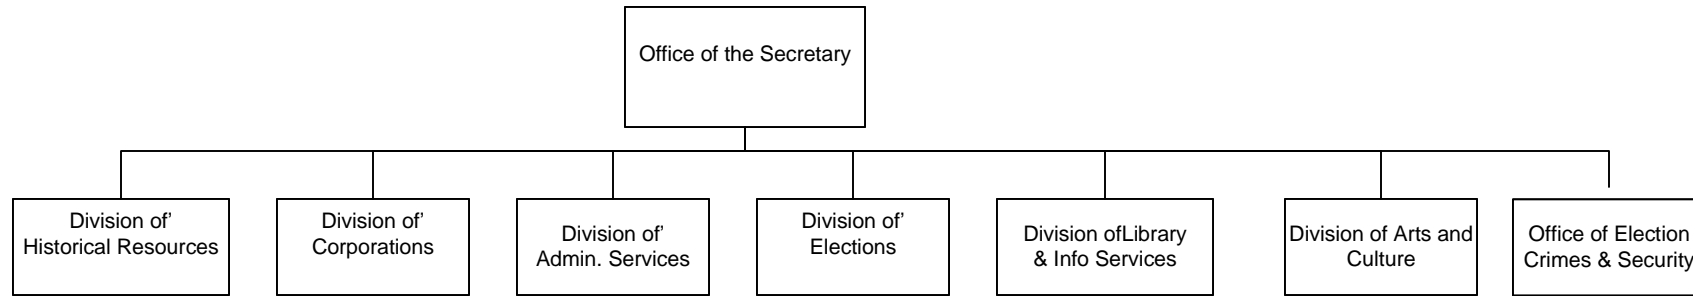 Office of the Secretary
Division of’
Historical Resources
Division of’
Corporations
Division of’
Admin. Services
Division of’
Elections
Division ofLibrary
& Info Services
Division of Arts and
Culture
Office of Election
Crimes & Security